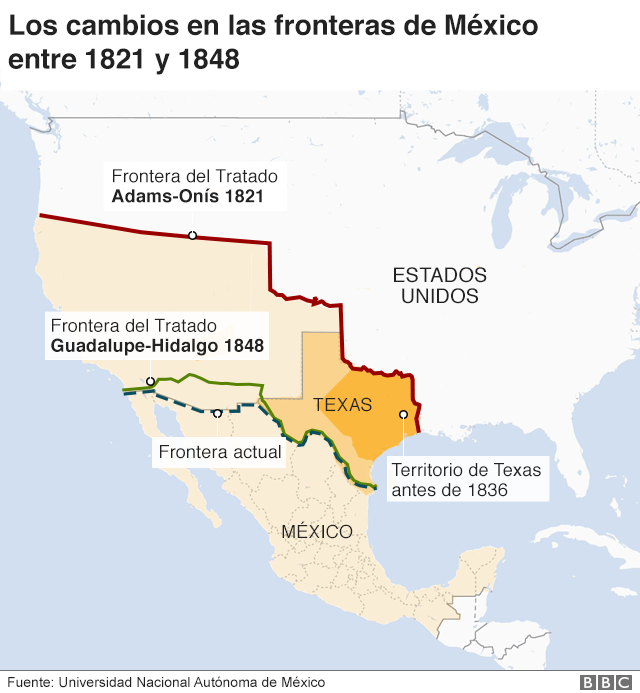 Los cambios en las fronteras de México
entre 1821 y 1848
Frontera del Tratado
Adams-Onís 1821
ESTADOS
UNIDOS
Frontera del Tratado
Guadalupe-Hidalgo 1848
TEXAS
Frontera actual
Territorio de Texas
antes de 1836
MÉXICO
Fuente: Universidad Nacional Autónoma de México
BBC